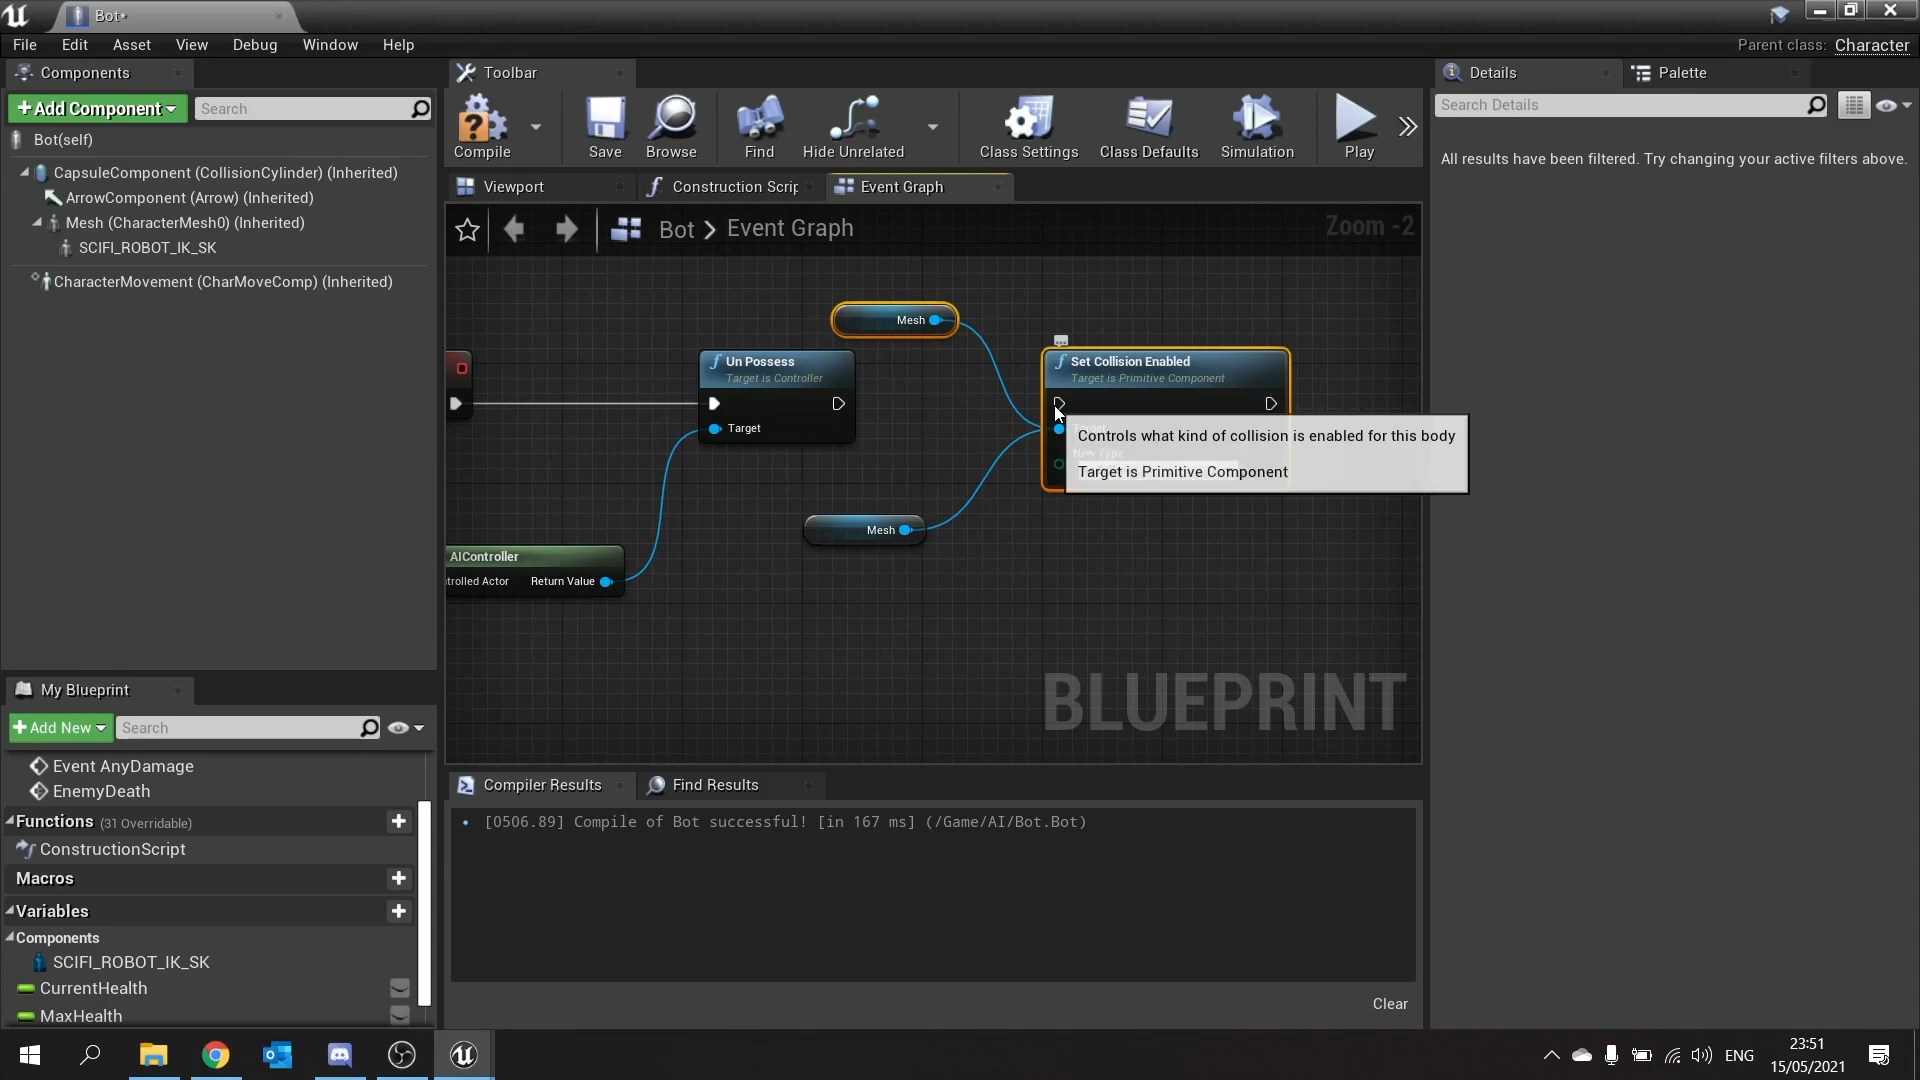 Bot*
File Edit Asset View Debug Window Help
Parent class: Character
Components
+Add Component
Search
Bot(self)
CapsuleComponent (CollisionCylinder) (Inherited)
ArrowComponent (Arrow) (Inherited)
Mesh (CharacterMesh0) (Inherited)
SCIFI_ROBOT_IK_SK
CharacterMovement (CharMoveComp) (Inherited)
My Blueprint
+Add New
Search
Event AnyDamage
EnemyDeath
Functions (31 Overridable)
ConstructionScript
Macros
Variables
Components
SCIFI_ROBOT_IK_SK
CurrentHealth
MaxHealth
Toolbar
Compile Save Browse Find Hide Unrelated Class Settings Class Defaults Simulation Play
Viewport Construction Scrip Event Graph
Bot > Event Graph
Zoom -2
Mesh
Un Possess
Target is Controller
Target
Set Collision Enabled
Target is Primitive Component
New Type
Controls what kind of collision is enabled for this body
Target is Primitive Component
Mesh
AIController
trolled Actor Return Value
BLUEPRINT
Compiler Results Find Results
[0506.89] Compile of Bot successful! [in 167 ms] (/Game/AI/Bot.Bot)
Clear
Details Palette
Search Details
All results have been filtered. Try changing your active filters above.
ENG
23:51
15/05/2021